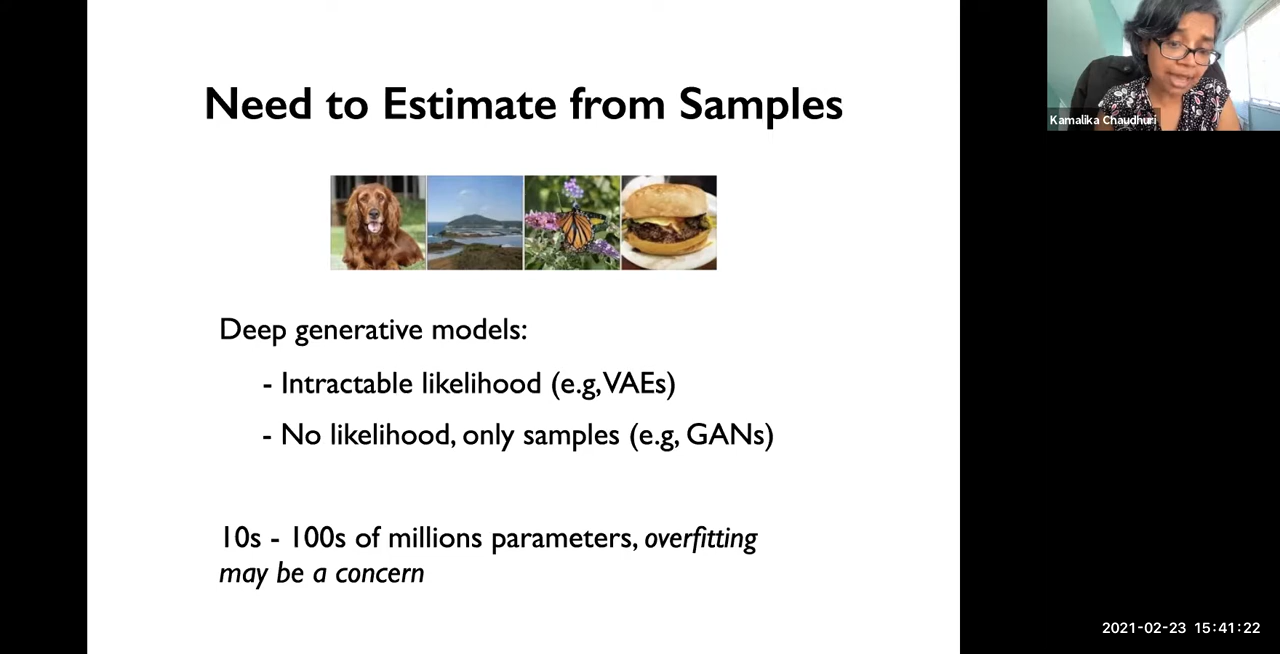 Need to Estimate from Samples
Deep generative models:
- Intractable likelihood (e.g, VAEs)
- No likelihood, only samples (e.g, GANs)
10s - 100s of millions parameters, overfitting
may be a concern
Kamalika Chaudhuri
2021-02-23 15:41:22